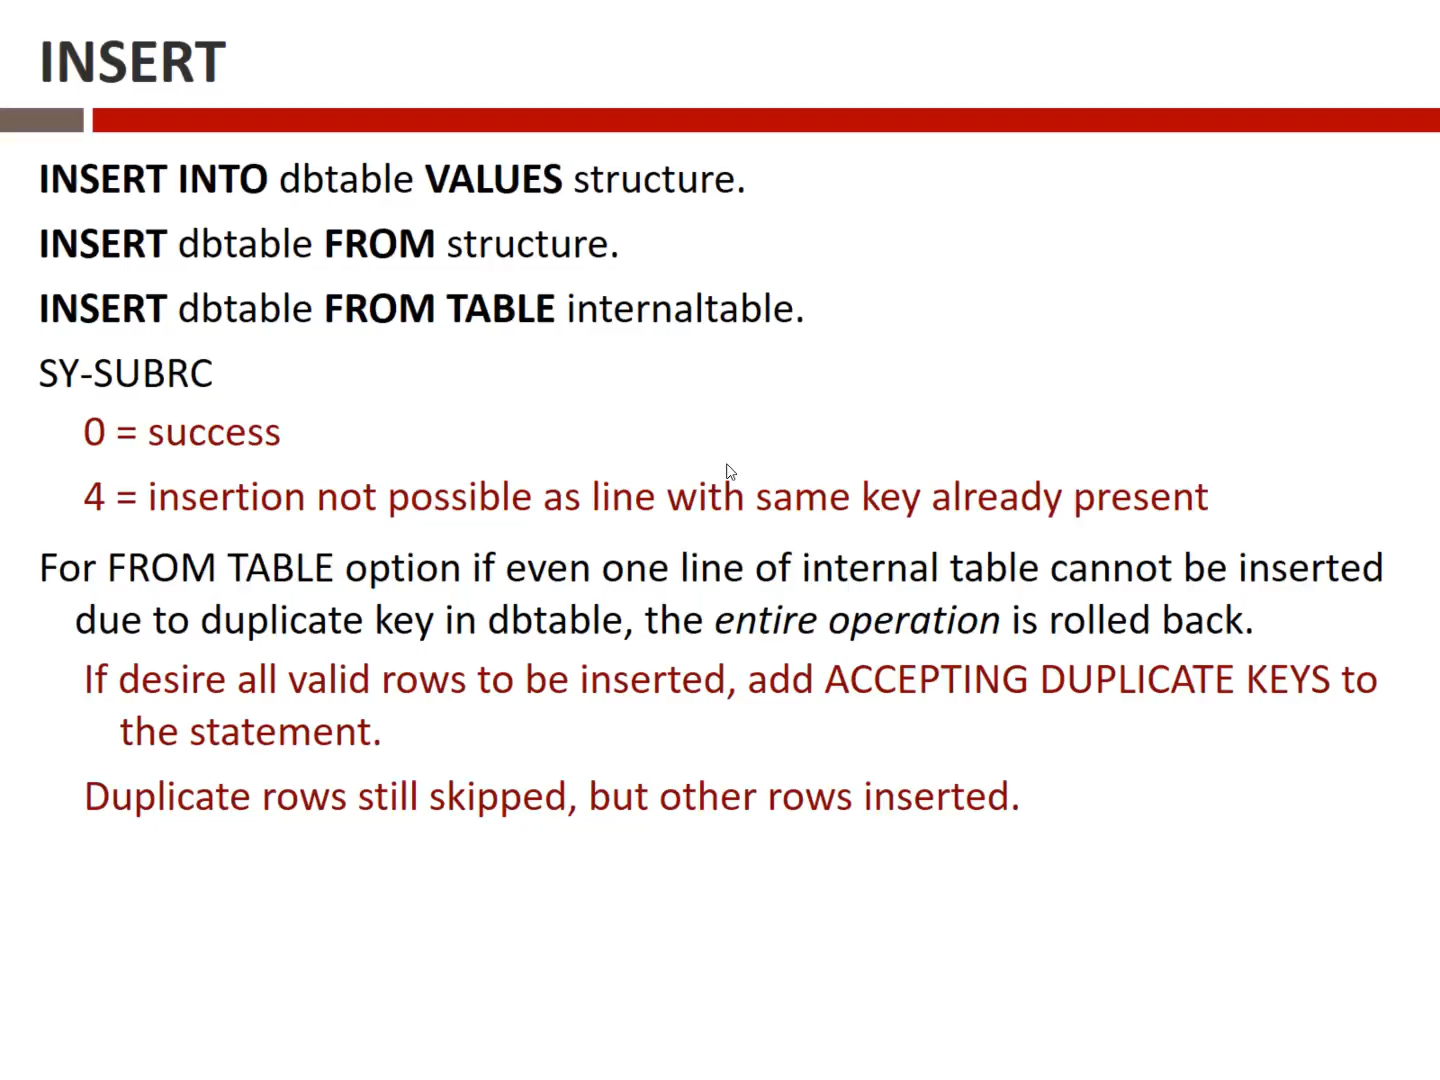 INSERT
INSERT INTO dbtable VALUES structure.
INSERT dbtable FROM structure.
INSERT dbtable FROM TABLE internaltable.
SY-SUBRC
0 = success
4 = insertion not possible as line with same key already present
For FROM TABLE option if even one line of internal table cannot be inserted
due to duplicate key in dbtable, the entire operation is rolled back.
If desire all valid rows to be inserted, add ACCEPTING DUPLICATE KEYS to
the statement.
Duplicate rows still skipped, but other rows inserted.